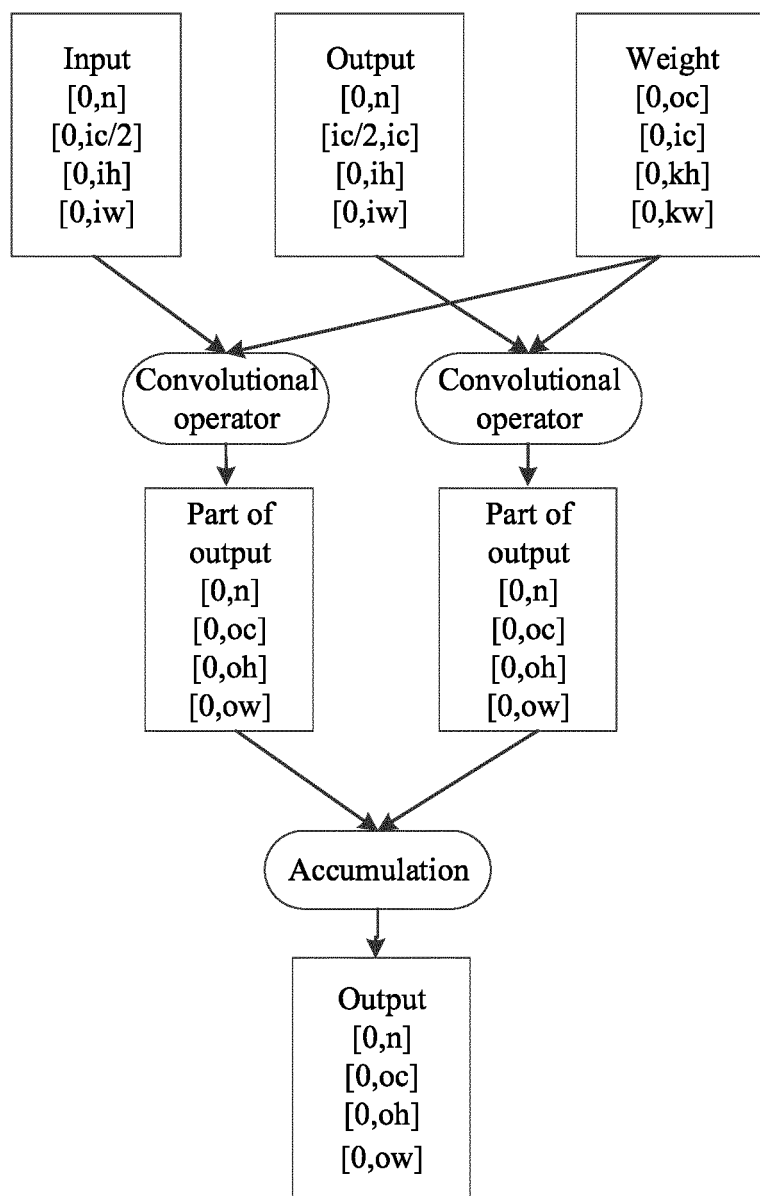 Input
[0,n]
[0,ic/2]
[0,ih]
[0,iw]
Output
[0,n]
[ic/2,ic]
[0,ih]
[0,iw]
Weight
[0,oc]
[0,ic]
[0,kh]
[0,kw]
Convolutional
operator
Convolutional
operator
Part of
output
[0,n]
[0,oc]
[0,oh]
[0,ow]
Part of
output
[0,n]
[0,oc]
[0,oh]
[0,ow]
Accumulation
Output
[0,n]
[0,oc]
[0,oh]
[0,ow]